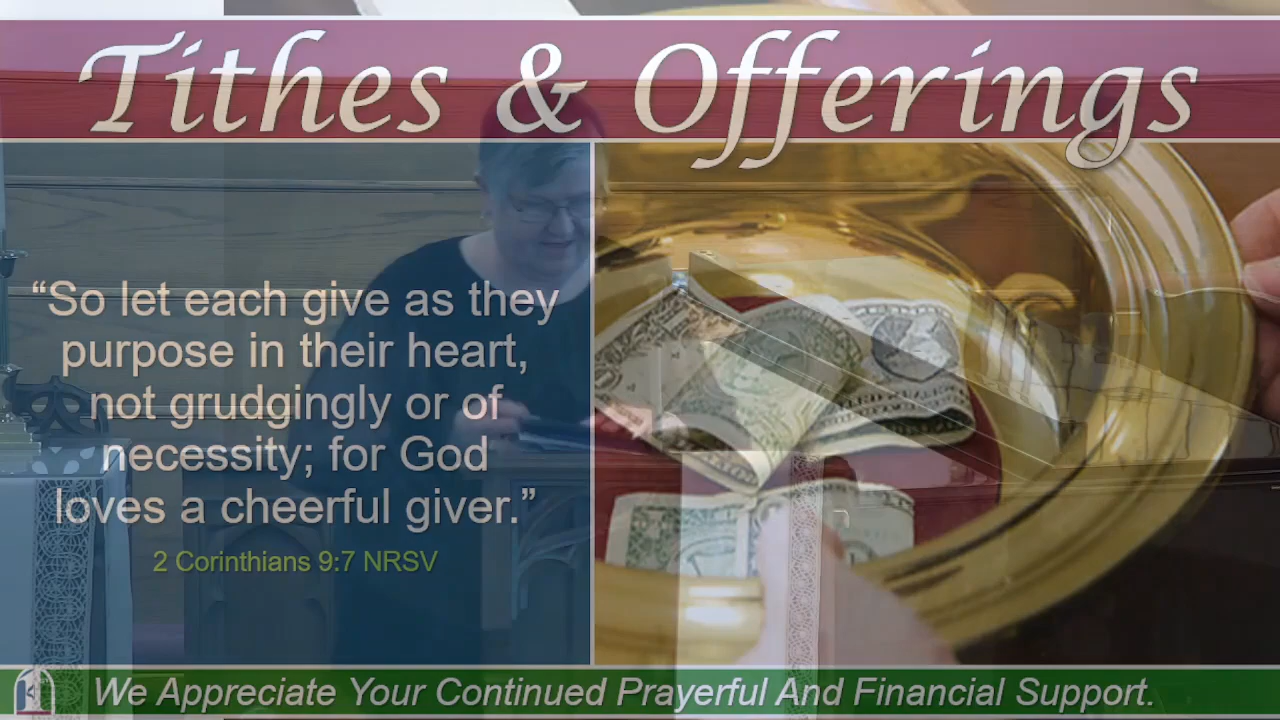 Tithes & Offerings
“So let each give as they
purpose in their heart,
not grudgingly or of
necessity; for God
loves a cheerful giver.”
2 Corinthians 9:7 NRSV
We Appreciate Your Continued Prayerful And Financial Support.